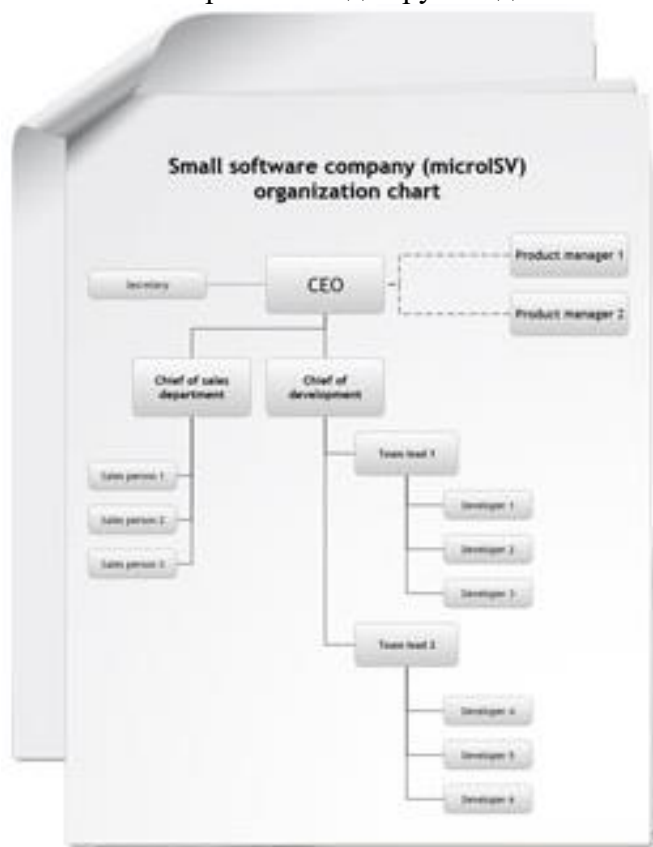 Small software company (microISV)
organization chart
Product manager 1
Secretary
CEO
Product manager 2
Chief of sales
department
Chief of
development
Team lead 1
Sales person 1
Developer 1
Sales person 2
Developer 2
Sales person 3
Developer 3
Team lead 2
Developer 4
Developer 5
Developer 6